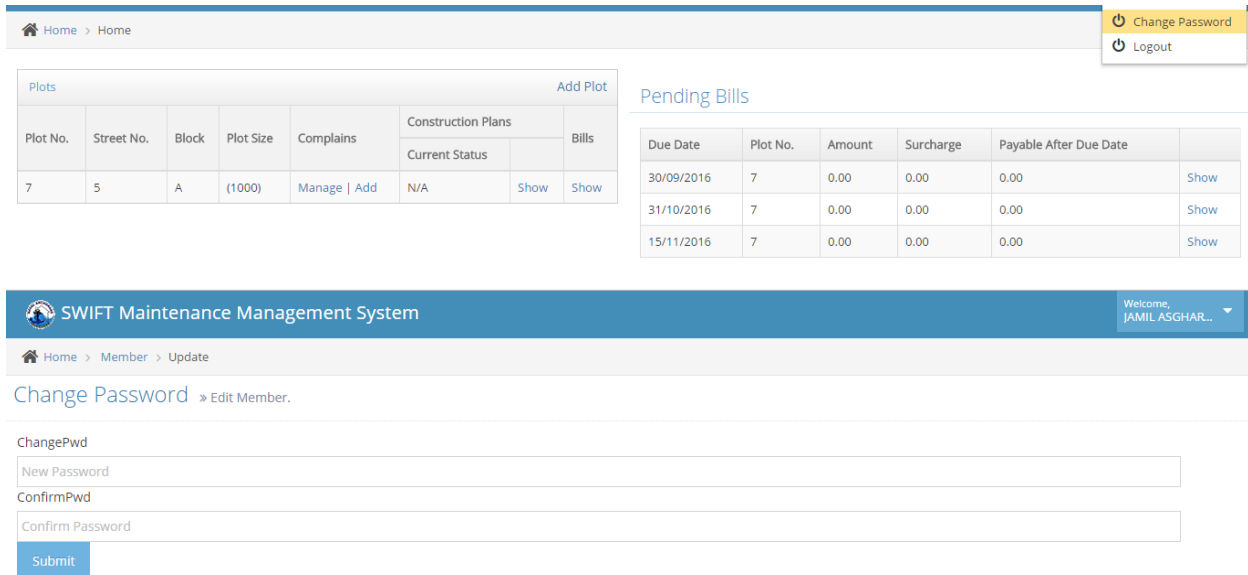 Change Password
Logout
Home > Home
Plots Add Plot
Plot No. Street No. Block Plot Size Complains Construction Plans Bills
Current Status
7 5 A (1000) Manage | Add N/A Show Show
Pending Bills
Due Date Plot No. Amount Surcharge Payable After Due Date
30/09/2016 7 0.00 0.00 0.00 Show
31/10/2016 7 0.00 0.00 0.00 Show
15/11/2016 7 0.00 0.00 0.00 Show
SWIFT Maintenance Management System
Welcome,
JAMIL ASGHAR...
Home > Member > Update
Change Password » Edit Member.
ChangePwd
New Password
ConfirmPwd
Confirm Password
Submit